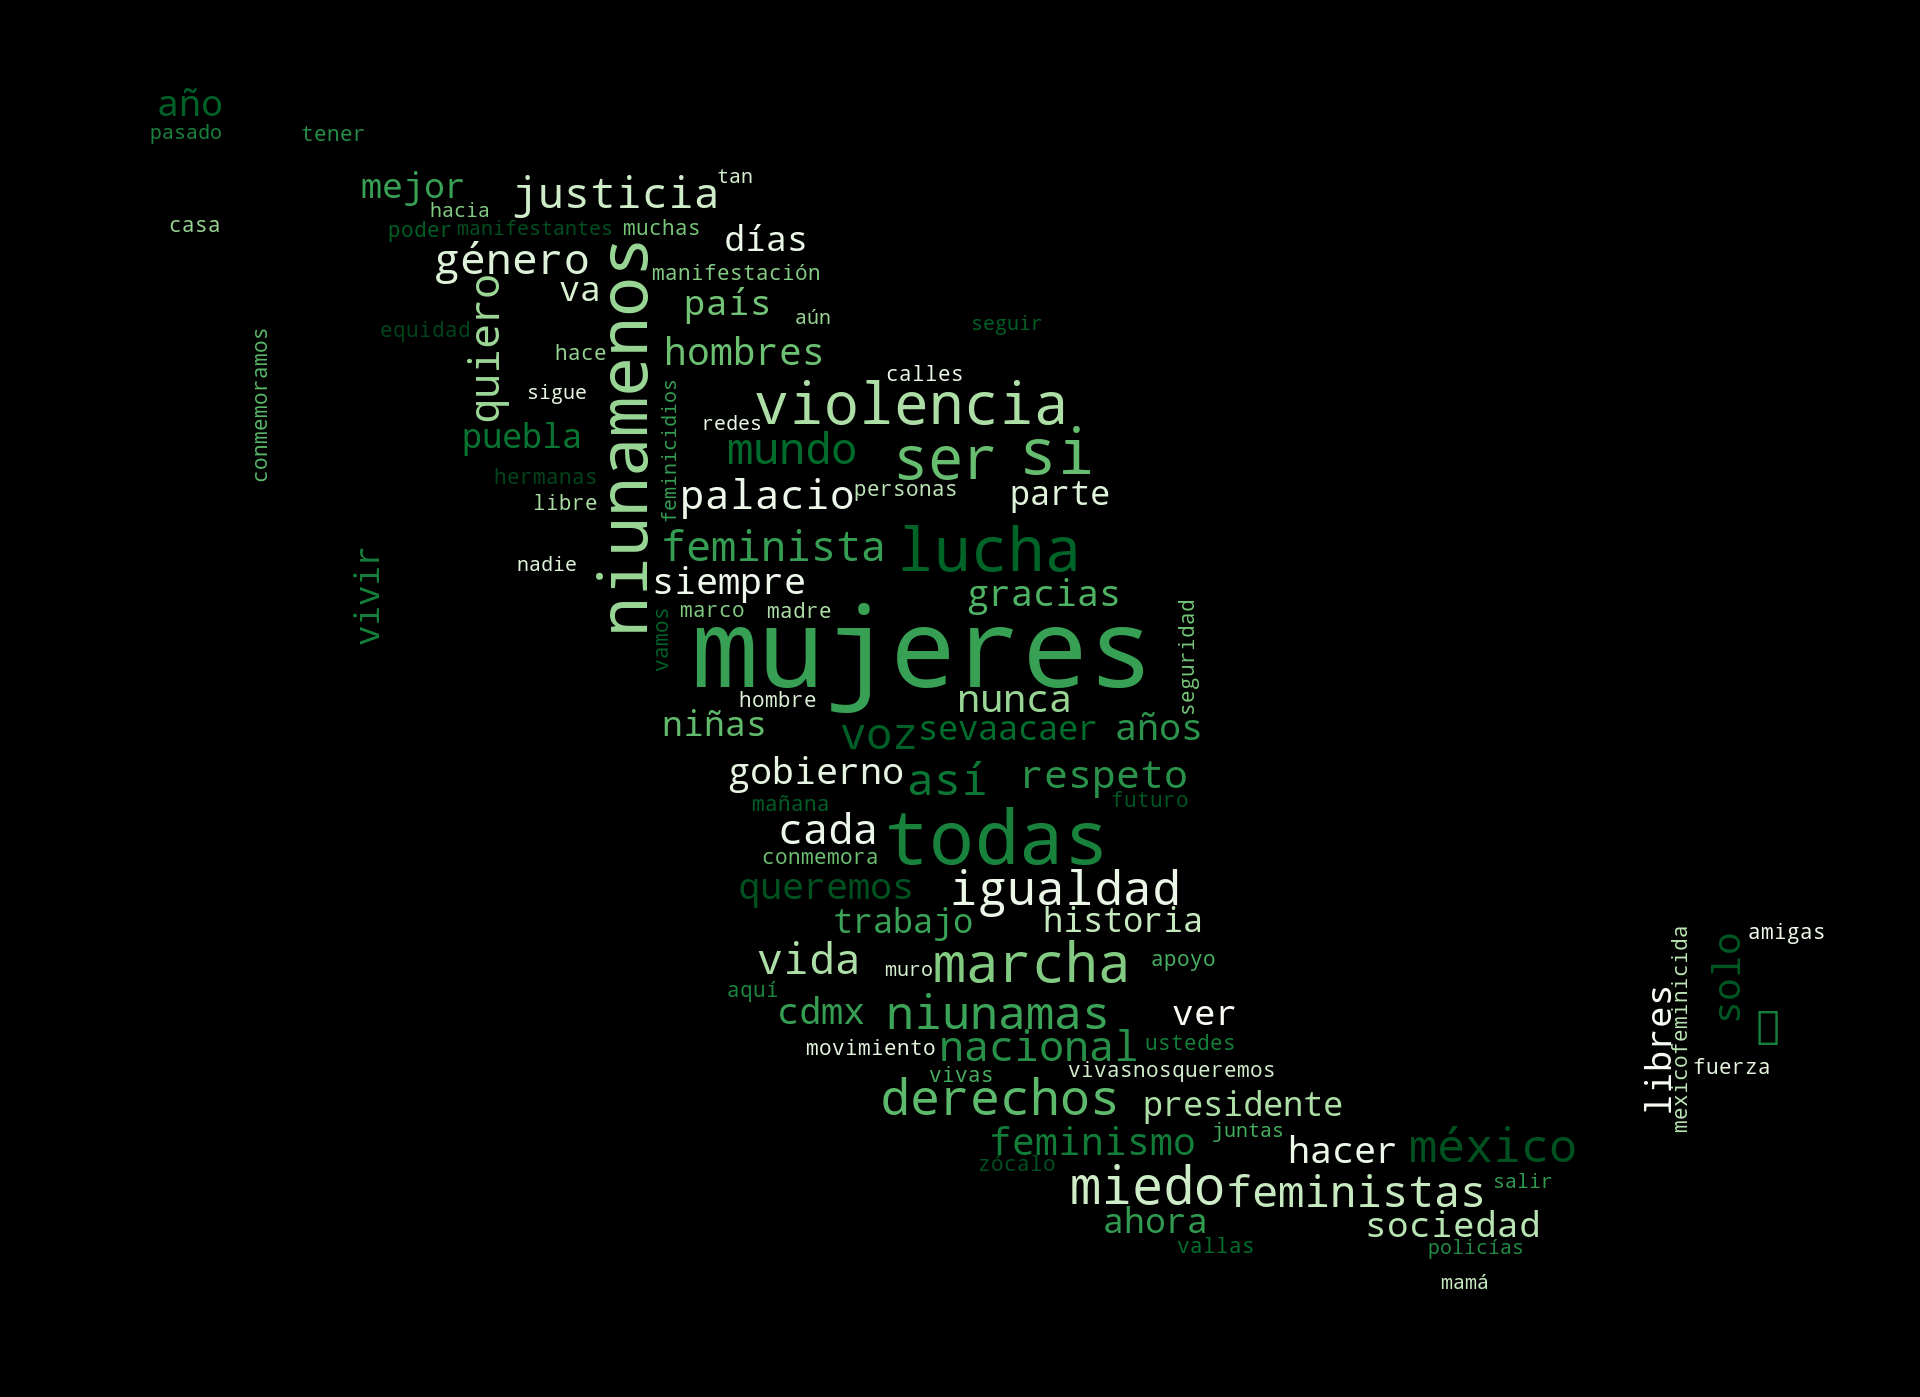 año
pasado
tener
mejor
justicia
tan
hacia
casa
poder
manifestantes
muchas
días
género
va
manifestación
quiero
niunamenos
país
aún
equidad
seguir
conmemoramos
hace
hombres
calles
sigue
feminicidios
redes
violencia
puebla
mundo
ser
si
hermanas
libre
palacio
personas
parte
vivir
nadie
feminista
lucha
siempre
gracias
marco
madre
vamos
mujeres
seguridad
hombre
nunca
niñas
voz
sevaacaer
años
gobierno
así
respeto
mañana
futuro
cada
todas
conmemora
queremos
igualdad
trabajo
historia
vida
muro
marcha
apoyo
aquí
cdmx
niunamas
ver
movimiento
nacional
ustedes
vivas
vivasnosqueremos
derechos
presidente
libres
mexicofeminicida
solo
amigas
fuerza
feminismo
juntas
hacer
méxico
zócalo
miedo
feministas
salir
ahora
sociedad
vallas
policías
mamá